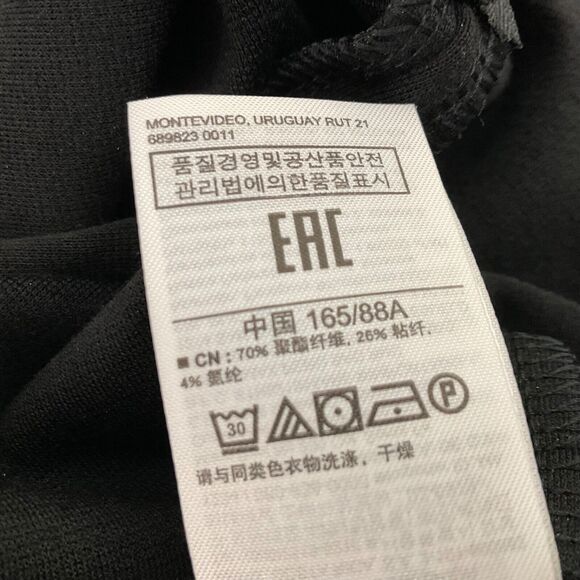 MONTEVIDEO, URUGUAY RUT 21
689823 0011
품질경영및공산품안전
관리법에의한품질표시
EAC
中国 165/88A
■ CN : 70% 聚酯纤维, 26% 粘纤,
4% 氨纶
30
P
请与同类色衣物洗涤, 干燥